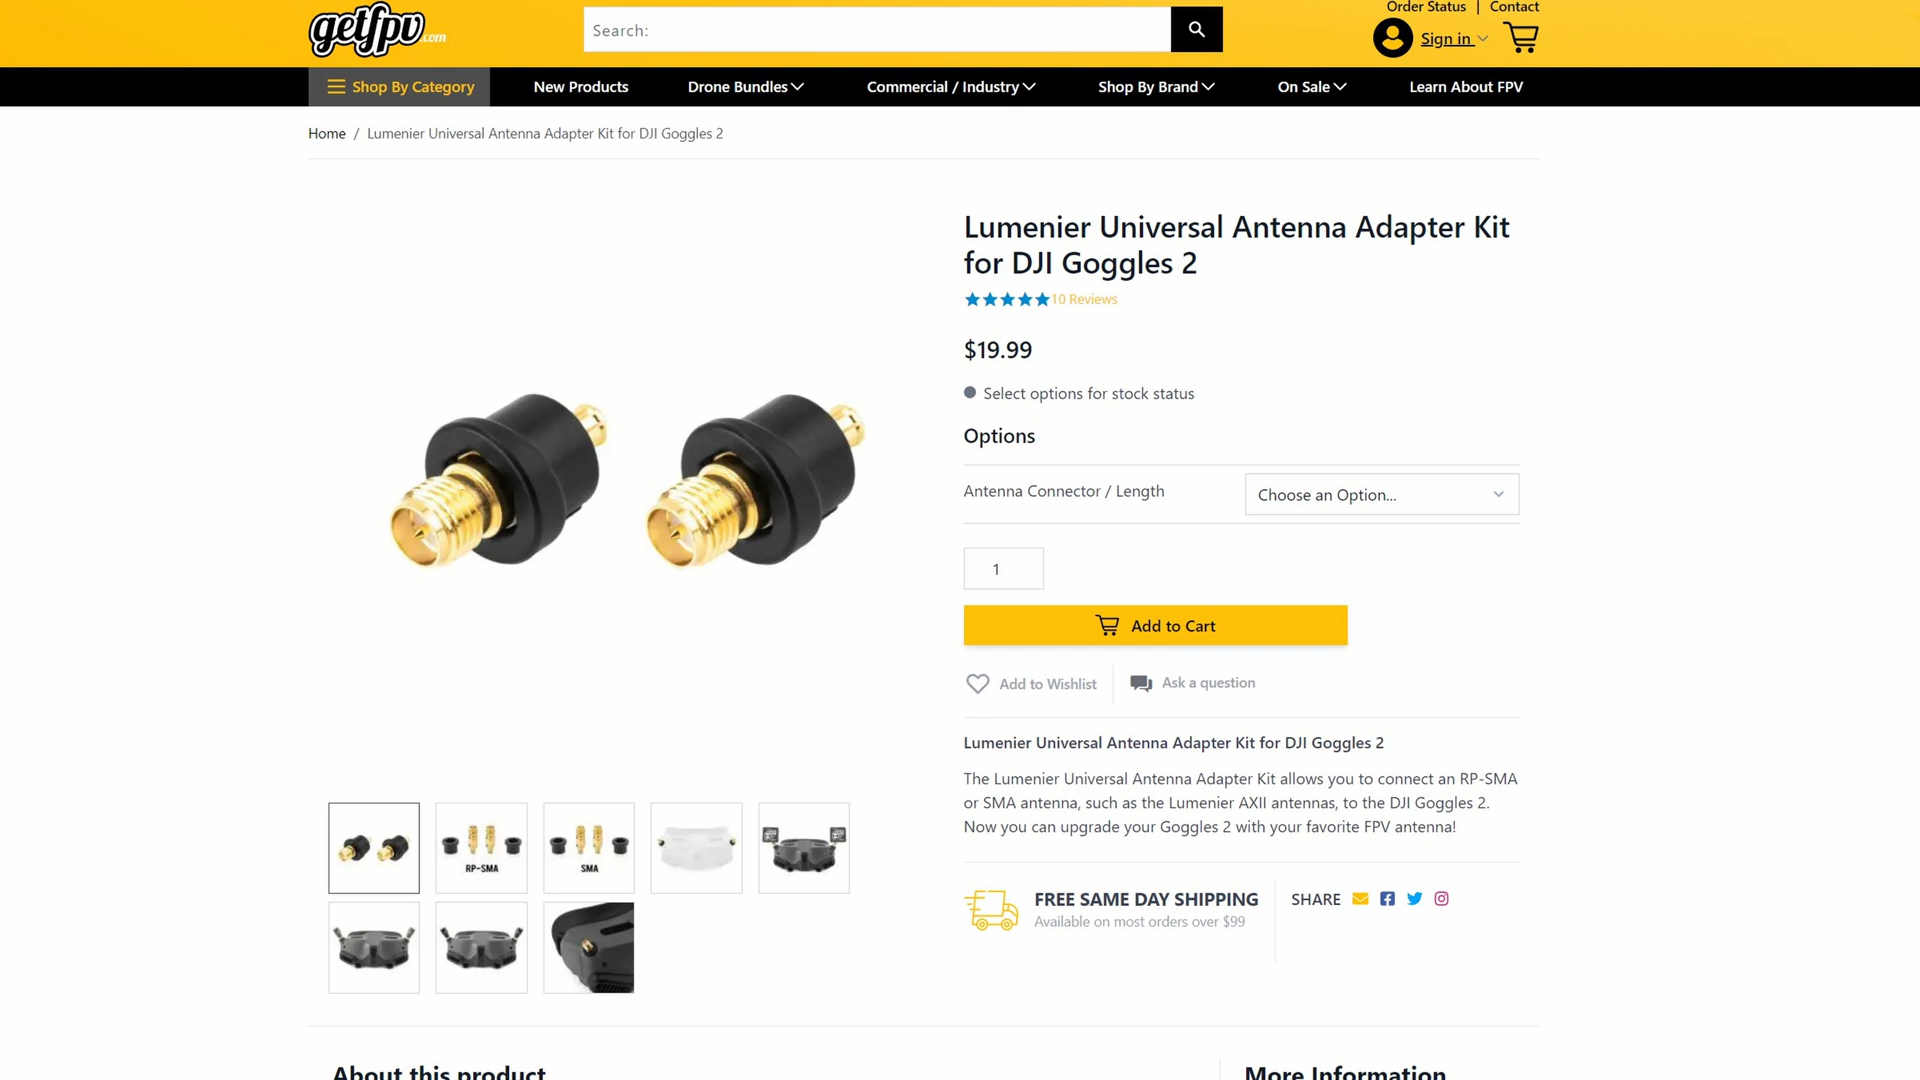 Order Status | Contact
getfpv.com
Search:
Sign in
Shop By Category
New Products
Drone Bundles
Commercial / Industry
Shop By Brand
On Sale
Learn About FPV
Home / Lumenier Universal Antenna Adapter Kit for DJI Goggles 2
Lumenier Universal Antenna Adapter Kit
for DJI Goggles 2
10 Reviews
$19.99
Select options for stock status
Options
Antenna Connector / Length
Choose an Option...
1
Add to Cart
Add to Wishlist
Ask a question
Lumenier Universal Antenna Adapter Kit for DJI Goggles 2
The Lumenier Universal Antenna Adapter Kit allows you to connect an RP-SMA
or SMA antenna, such as the Lumenier AXII antennas, to the DJI Goggles 2.
Now you can upgrade your Goggles 2 with your favorite FPV antenna!
RP-SMA
SMA
FREE SAME DAY SHIPPING
Available on most orders over $99
SHARE
About this product
More Information